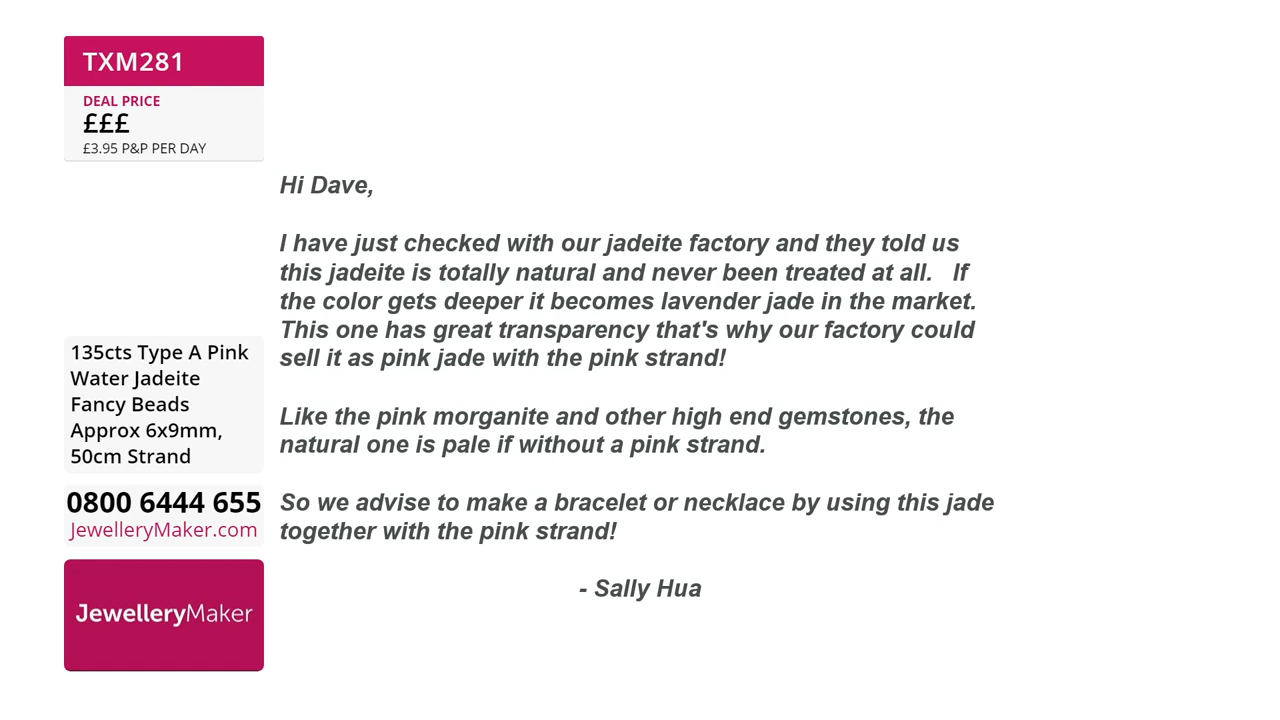 TXM281
DEAL PRICE
£££
£3.95 P&P PER DAY
Hi Dave,
I have just checked with our jadeite factory and they told us
this jadeite is totally natural and never been treated at all.   If
the color gets deeper it becomes lavender jade in the market.
This one has great transparency that's why our factory could
sell it as pink jade with the pink strand!
Like the pink morganite and other high end gemstones, the
natural one is pale if without a pink strand.
So we advise to make a bracelet or necklace by using this jade
together with the pink strand!
- Sally Hua
135cts Type A Pink
Water Jadeite
Fancy Beads
Approx 6x9mm,
50cm Strand
0800 6444 655
JewelleryMaker.com
JewelleryMaker